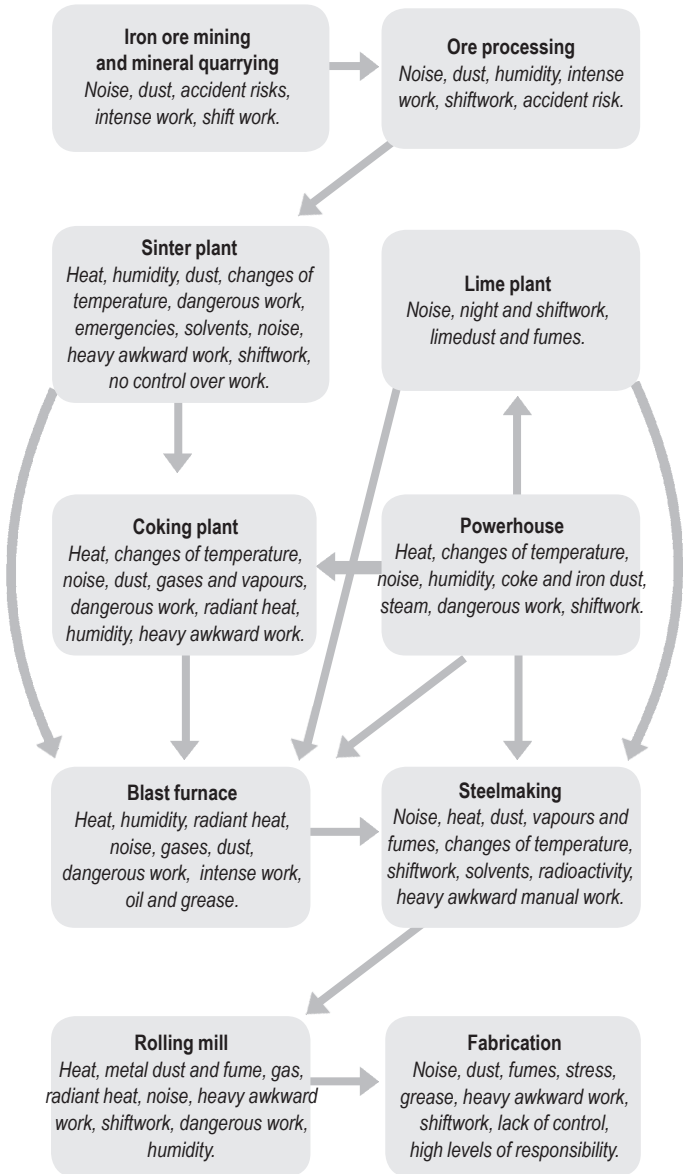 Iron ore mining
and mineral quarrying
Noise, dust, accident risks,
intense work, shift work.
Ore processing
Noise, dust, humidity, intense
work, shiftwork, accident risk.
Sinter plant
Heat, humidity, dust, changes of
temperature, dangerous work,
emergencies, solvents, noise,
heavy awkward work, shiftwork,
no control over work.
Lime plant
Noise, night and shiftwork,
limedust and fumes.
Coking plant
Heat, changes of temperature,
noise, dust, gases and vapours,
dangerous work, radiant heat,
humidity, heavy awkward work.
Powerhouse
Heat, changes of temperature,
noise, humidity, coke and iron dust,
steam, dangerous work, shiftwork.
Blast furnace
Heat, humidity, radiant heat,
noise, gases, dust,
dangerous work, intense work,
oil and grease.
Steelmaking
Noise, heat, dust, vapours and
fumes, changes of temperature,
shiftwork, solvents, radioactivity,
heavy awkward manual work.
Rolling mill
Heat, metal dust and fume, gas,
radiant heat, noise, heavy awkward
work, shiftwork, dangerous work,
humidity.
Fabrication
Noise, dust, fumes, stress,
grease, heavy awkward work,
shiftwork, lack of control,
high levels of responsibility.